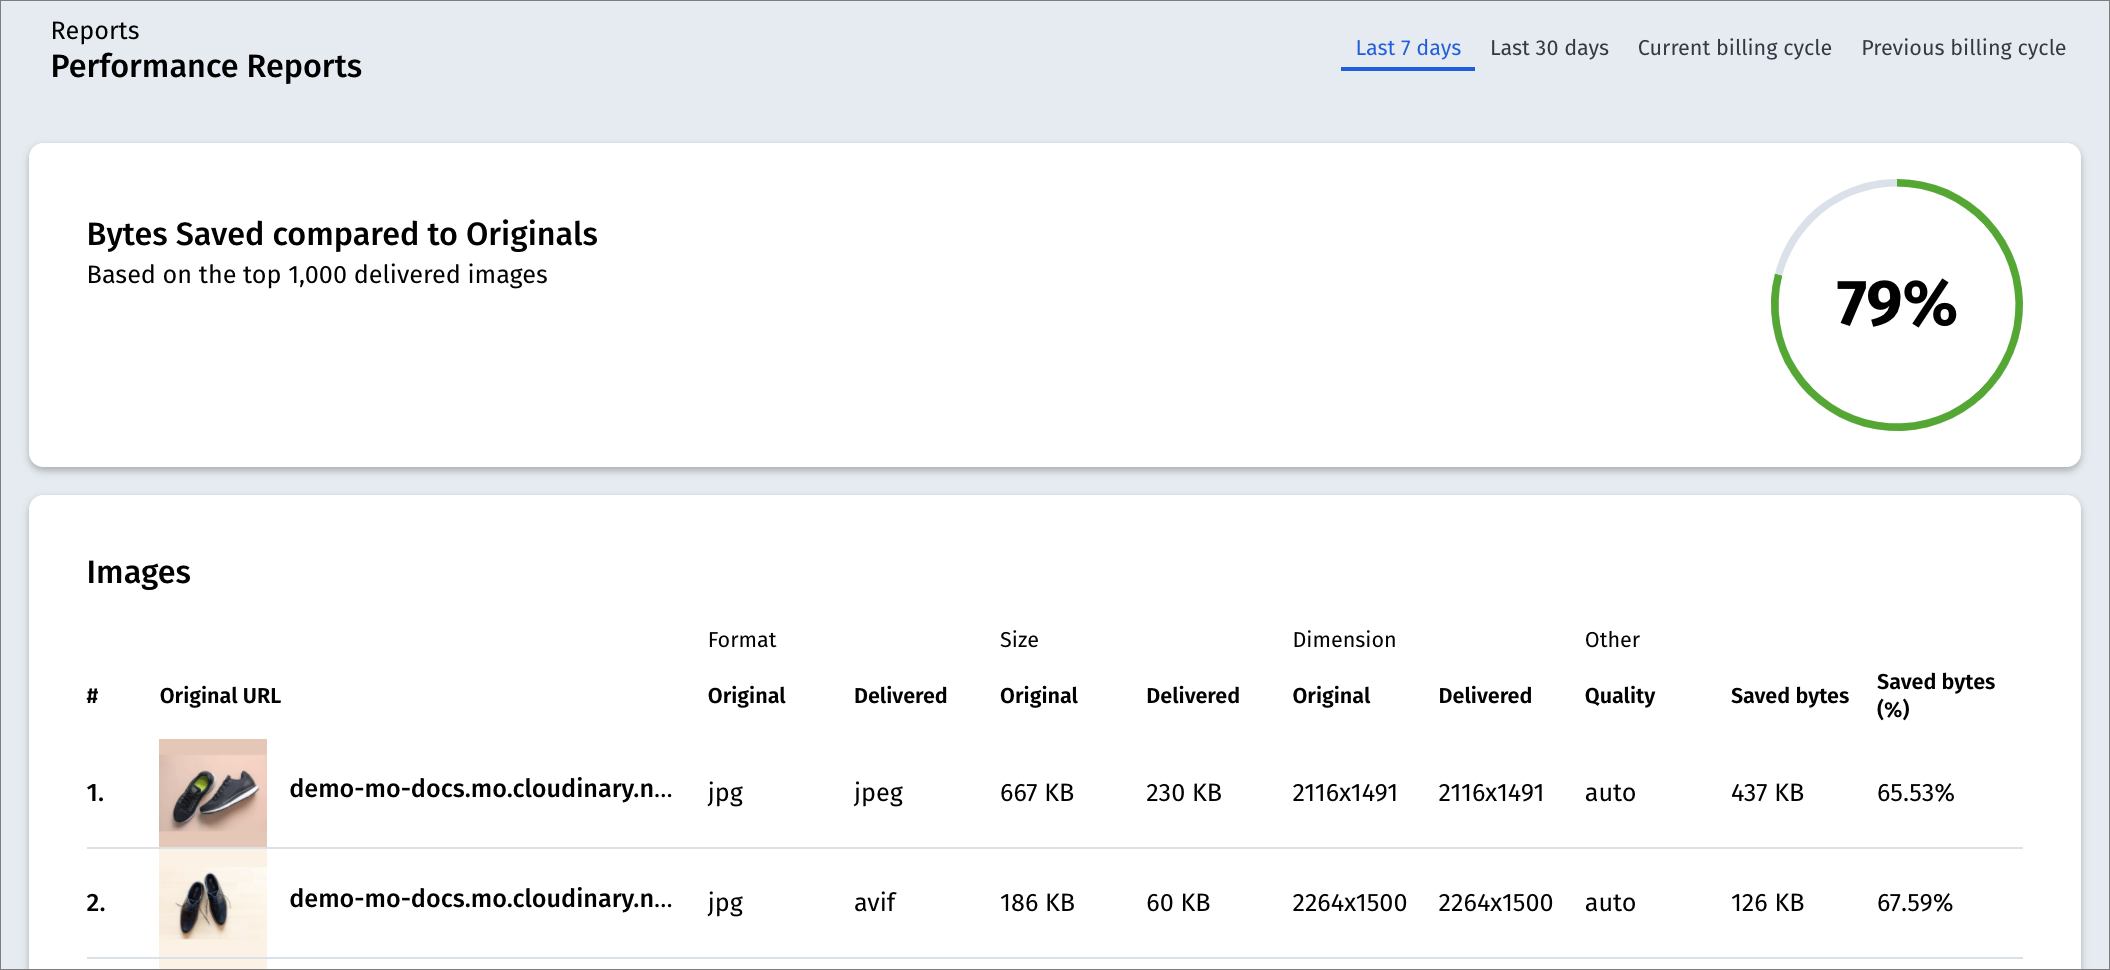 Reports
Performance Reports
Last 7 days Last 30 days Current billing cycle Previous billing cycle
Bytes Saved compared to Originals
Based on the top 1,000 delivered images
79%
Images
Format Size Dimension Other
# Original URL Original Delivered Original Delivered Original Delivered Quality Saved bytes Saved bytes (%)
1. demo-mo-docs.mo.cloudinary.n... jpg jpeg 667 KB 230 KB 2116x1491 2116x1491 auto 437 KB 65.53%
2. demo-mo-docs.mo.cloudinary.n... jpg avif 186 KB 60 KB 2264x1500 2264x1500 auto 126 KB 67.59%